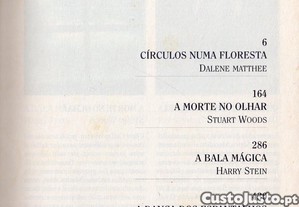 6
CÍRCULOS NUMA FLORESTA
DALENE MATTHEE
164
A MORTE NO OLHAR
STUART WOODS
286
A BALA MÁGICA
HARRY STEIN
CustoJusto.pt